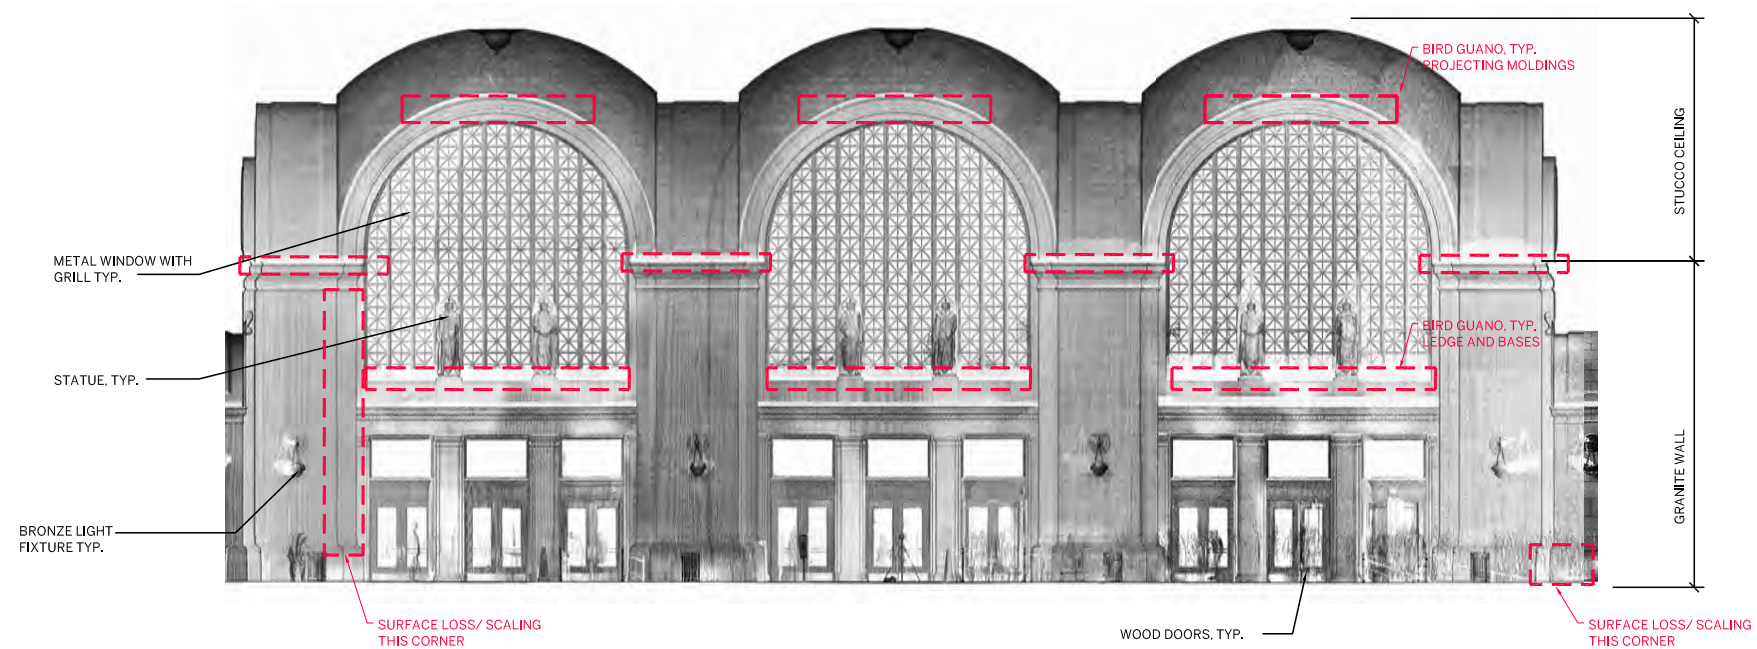 BIRD GUANO, TYP.
PROJECTING MOLDINGS
STUCCO CEILING
METAL WINDOW WITH
GRILL TYP.
BIRD GUANO, TYP.
LEDGE AND BASES
STATUE, TYP.
GRANITE WALL
BRONZE LIGHT
FIXTURE TYP.
SURFACE LOSS/ SCALING
THIS CORNER
WOOD DOORS, TYP.
SURFACE LOSS/ SCALING
THIS CORNER